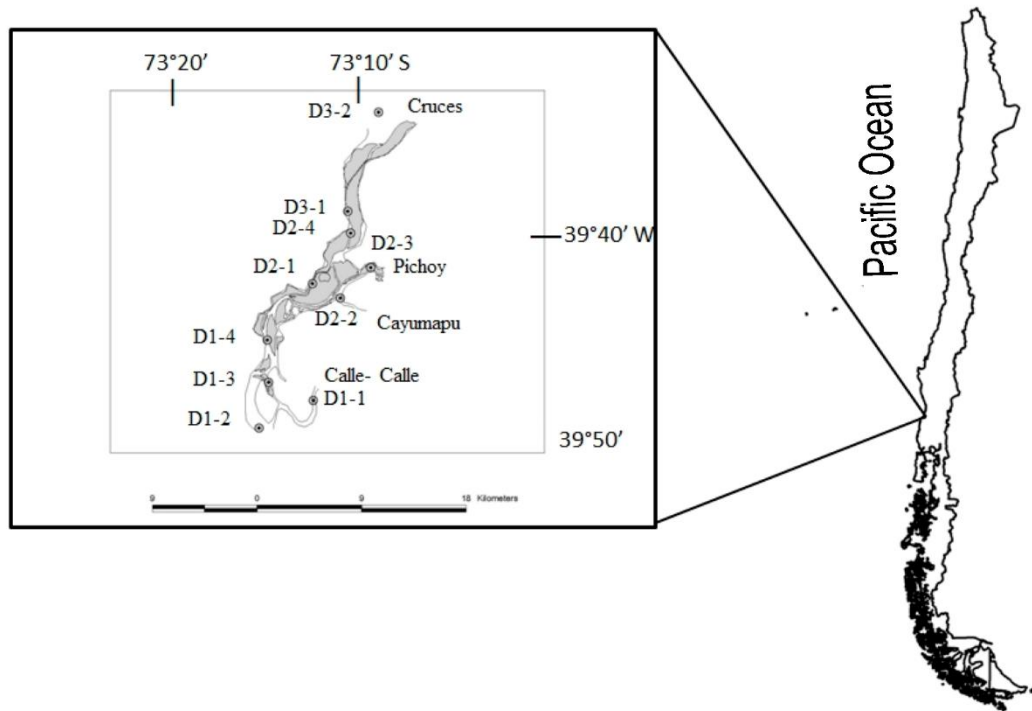 73°20'
73°10' S
D3-2
Cruces
D3-1
D2-4
39°40' W
D2-3
D2-1
Pichoy
D2-2
Cayumapu
D1-4
Calle- Calle
D1-3
D1-1
D1-2
39°50'
9 0 9 18 Kilometers
Pacific Ocean